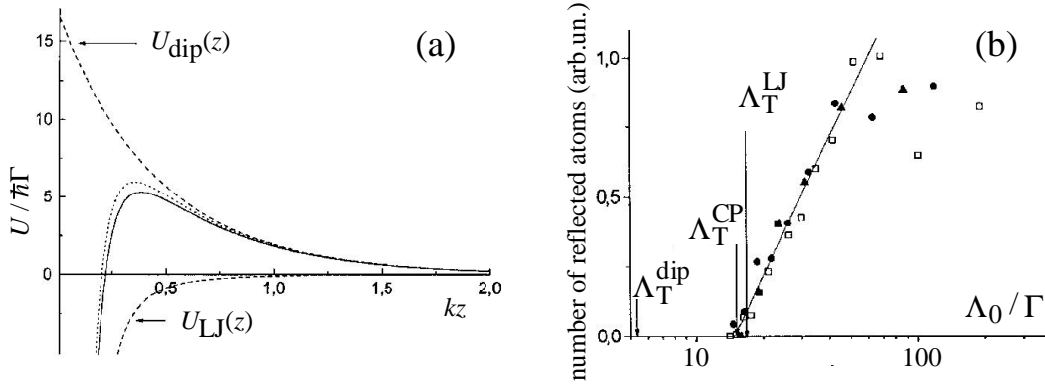 (a)
U_dip(z)
U_LJ(z)
U / ħΓ
15
10
5
0
0,5
1,0
1,5
2,0
kz
(b)
number of reflected atoms (arb.un.)
1,0
0,5
0,0
Λ_T^LJ
Λ_T^CP
Λ_T^dip
Λ_0 / Γ
10
100